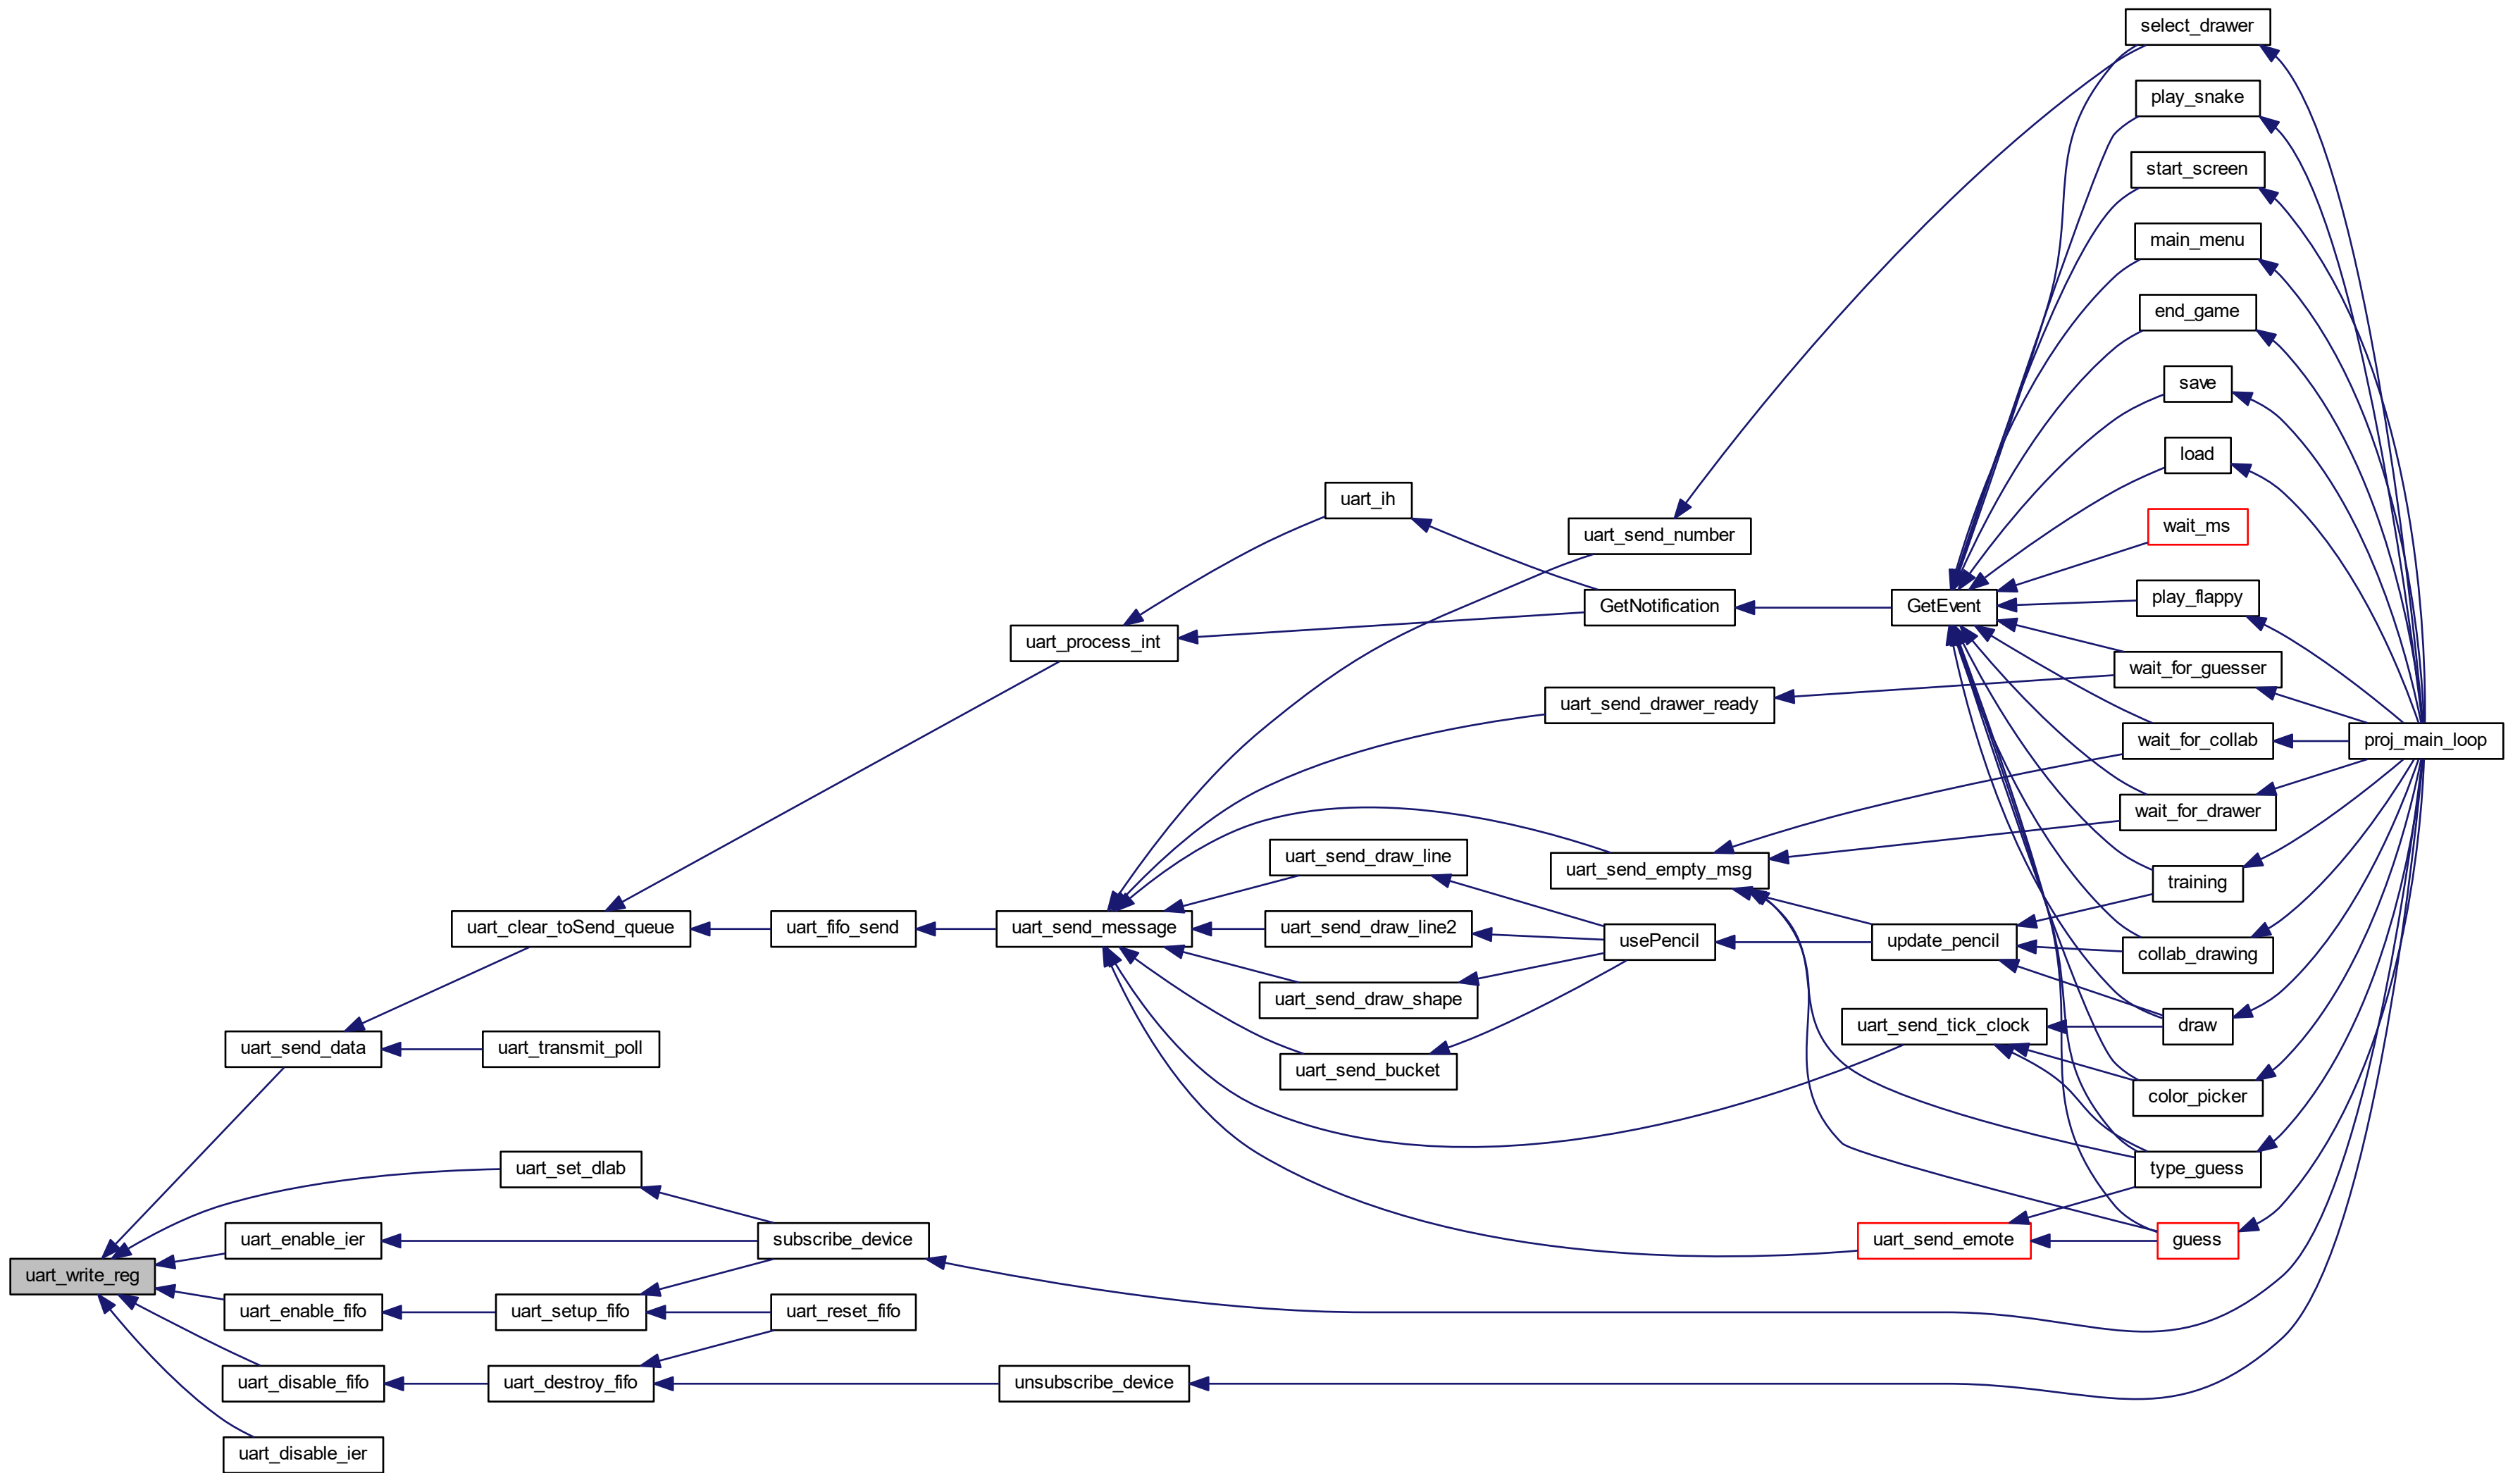 select_drawer
play_snake
start_screen
main_menu
end_game
save
load
uart_ih
wait_ms
uart_send_number
play_flappy
GetNotification
GetEvent
uart_process_int
wait_for_guesser
uart_send_drawer_ready
wait_for_collab
proj_main_loop
wait_for_drawer
uart_send_draw_line
uart_send_empty_msg
training
uart_clear_toSend_queue
uart_fifo_send
uart_send_message
uart_send_draw_line2
usePencil
update_pencil
collab_drawing
uart_send_draw_shape
uart_send_tick_clock
draw
uart_send_data
uart_transmit_poll
uart_send_bucket
color_picker
uart_set_dlab
type_guess
uart_enable_ier
subscribe_device
uart_send_emote
guess
uart_write_reg
uart_enable_fifo
uart_setup_fifo
uart_reset_fifo
uart_disable_fifo
uart_destroy_fifo
unsubscribe_device
uart_disable_ier